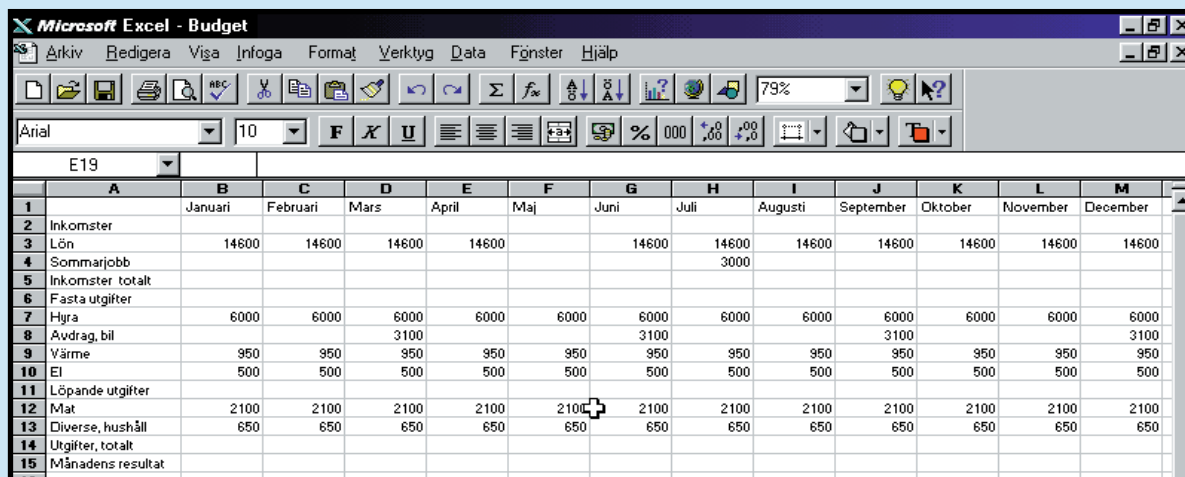 Microsoft Excel - Budget
Arkiv Redigera Visa Infoga Format Verktyg Data Fönster Hjälp
ABC Σ fx A Ö Ö A 79% ?
Arial 10 F K U a % 000 ,0 ,00 ,00 ,0 T
E19
A B C D E F G H I J K L M
1 Januari Februari Mars April Maj Juni Juli Augusti September Oktober November December
2 Inkomster
3 Lön 14600 14600 14600 14600 14600 14600 14600 14600 14600 14600 14600
4 Sommarjobb 3000
5 Inkomster totalt
6 Fasta utgifter
7 Hyra 6000 6000 6000 6000 6000 6000 6000 6000 6000 6000 6000 6000
8 Avdrag, bil 3100 3100 3100 3100
9 Värme 950 950 950 950 950 950 950 950 950 950 950 950
10 El 500 500 500 500 500 500 500 500 500 500 500 500
11 Löpande utgifter
12 Mat 2100 2100 2100 2100 2100 2100 2100 2100 2100 2100 2100 2100
13 Diverse, hushåll 650 650 650 650 650 650 650 650 650 650 650 650
14 Utgifter, totalt
15 Månadens resultat